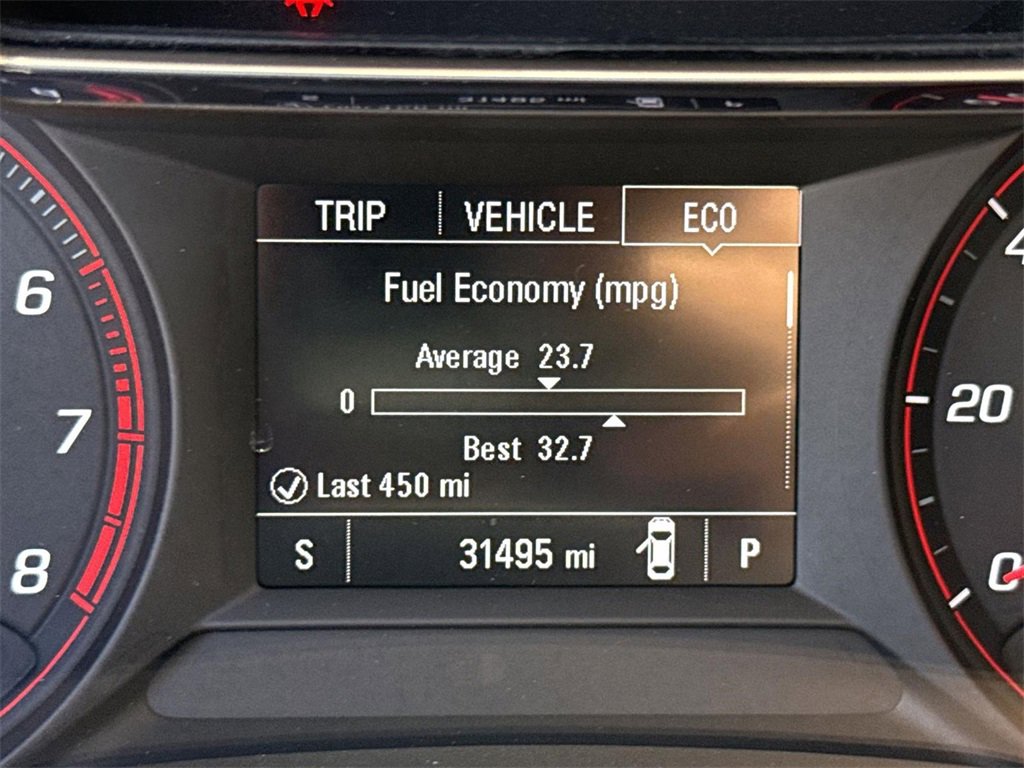 TRIP VEHICLE ECO
Fuel Economy (mpg)
Average 23.7
0
Best 32.7
Last 450 mi
S 31495 mi P
6
7
8
20
0